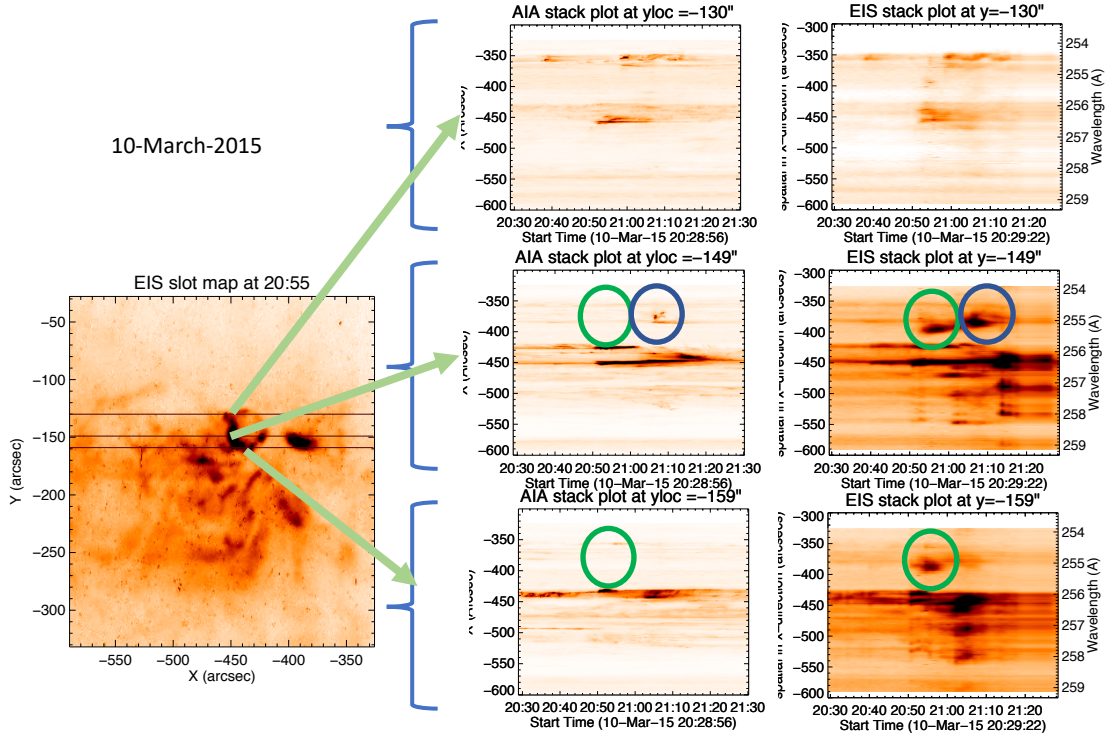 10-March-2015
EIS slot map at 20:55
−50
−100
−150
−200
−250
−300
Y (arcsec)
−550 −500 −450 −400 −350
X (arcsec)
AIA stack plot at yloc =−130"
−350
−400
−450
−500
−550
−600
X (Arcsec)
20:30 20:40 20:50 21:00 21:10 21:20 21:30
Start Time (10−Mar−15 20:28:56)
EIS stack plot at y=−130"
−350
−400
−450
−500
−550
−600
spatial in x−direction (arcsec)
254
255
256
257
258
259
Wavelength (A)
20:30 20:40 20:50 21:00 21:10 21:20
Start Time (10−Mar−15 20:29:22)
AIA stack plot at yloc =−149"
−300
−350
−400
−450
−500
−550
−600
X (Arcsec)
20:30 20:40 20:50 21:00 21:10 21:20 21:30
Start Time (10−Mar−15 20:28:56)
EIS stack plot at y=−149"
−300
−350
−400
−450
−500
−550
−600
spatial in x−direction (arcsec)
254
255
256
257
258
259
Wavelength (A)
20:30 20:40 20:50 21:00 21:10 21:20
Start Time (10−Mar−15 20:29:22)
AIA stack plot at yloc =−159"
−300
−350
−400
−450
−500
−550
−600
X (Arcsec)
20:30 20:40 20:50 21:00 21:10 21:20 21:30
Start Time (10−Mar−15 20:28:56)
EIS stack plot at y=−159"
−300
−350
−400
−450
−500
−550
−600
254
255
256
257
258
259
Wavelength (A)
20:30 20:40 20:50 21:00 21:10 21:20
Start Time (10−Mar−15 20:29:22)